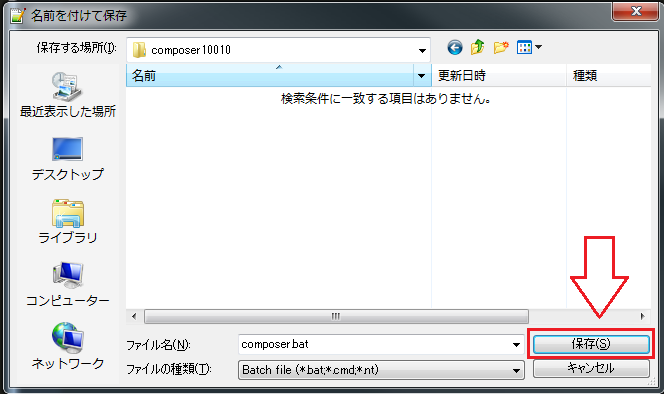 名前を付けて保存
保存する場所(I):
composer10010
名前
更新日時
種類
検索条件に一致する項目はありません。
最近表示した場所
デスクトップ
ライブラリ
コンピューター
ネットワーク
ファイル名(N):
composer.bat
保存(S)
ファイルの種類(T):
Batch file (*.bat;*.cmd;*.nt)
キャンセル